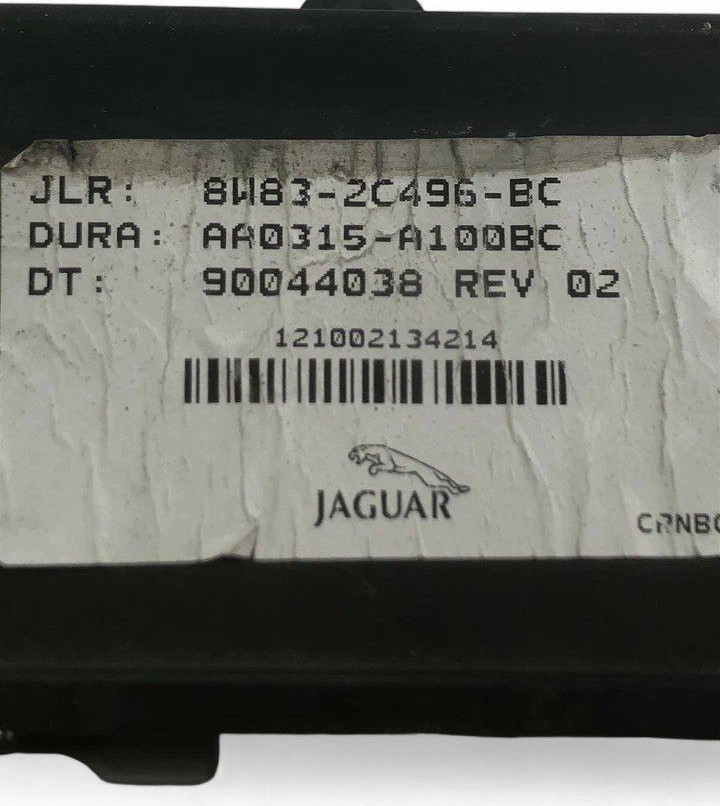 JLR: 8W83-2C496-BC
DURA: AA0315-A100BC
DT: 90044038 REV 02
121002134214
JAGUAR